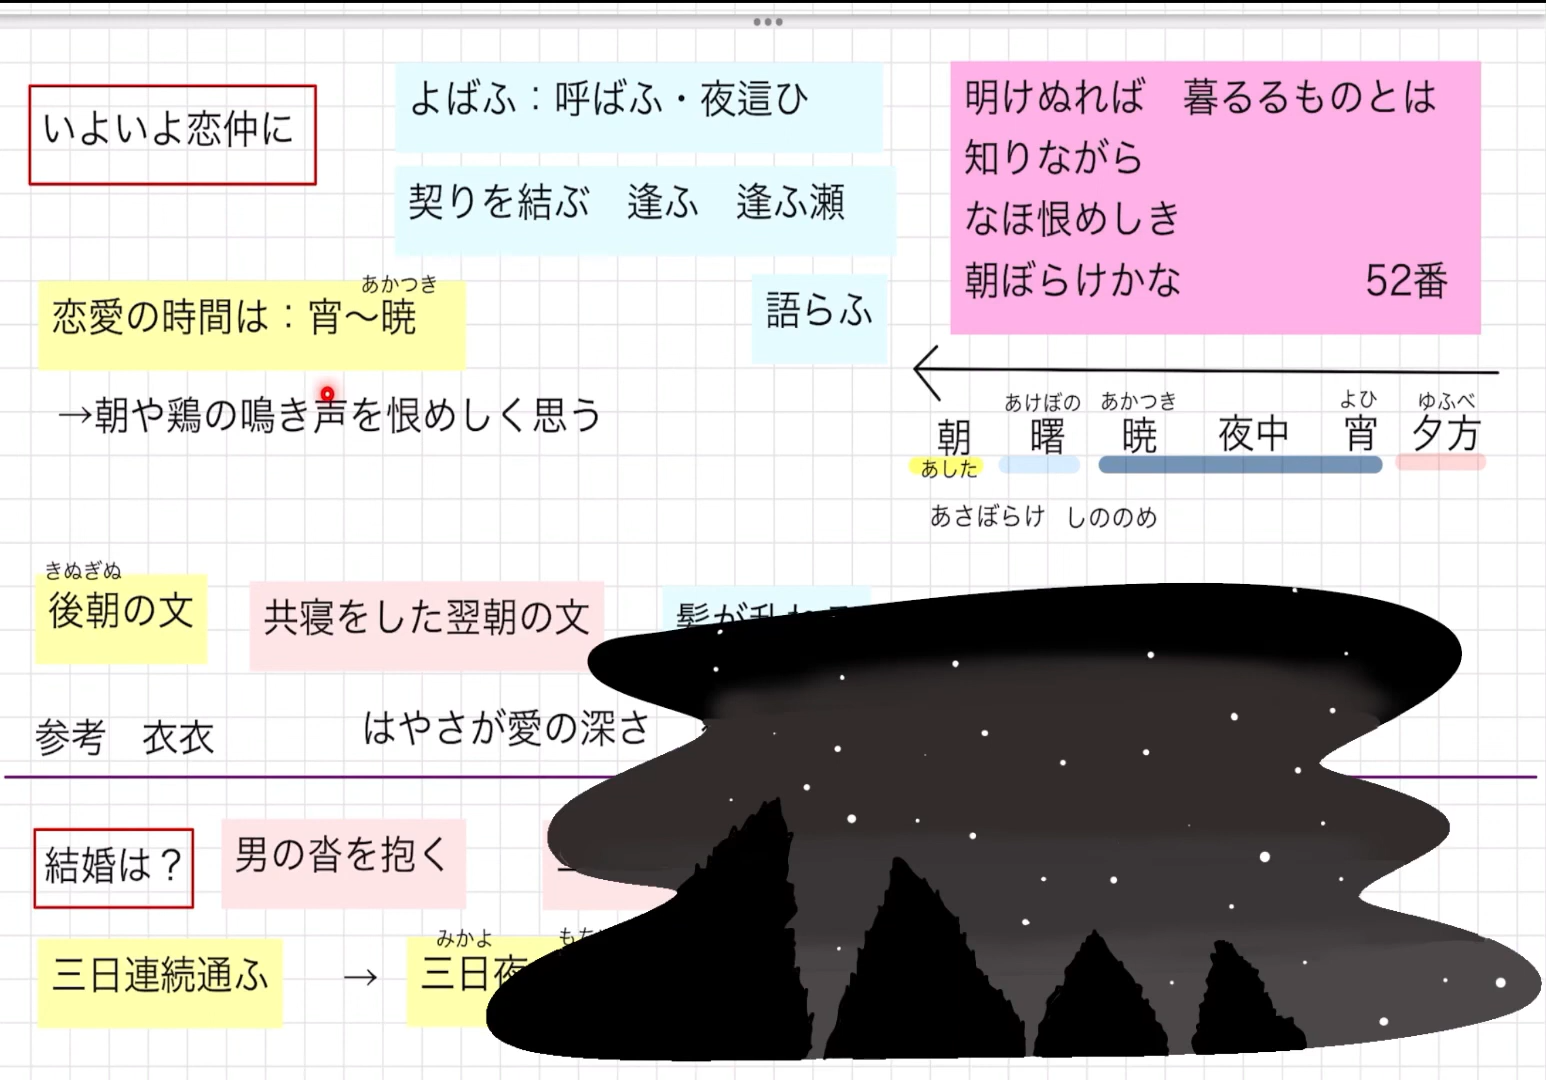 いよいよ恋仲に
よばふ：呼ばふ・夜這ひ
契りを結ぶ　逢ふ　逢ふ瀬
語らふ
明けぬれば　暮るるものとは
知りながら
なほ恨めしき
朝ぼらけかな　52番
あかつき
恋愛の時間は：宵〜暁
→朝や鶏の鳴き声を恨めしく思う
あけぼの　あかつき　よひ　ゆふべ
朝　曙　暁　夜中　宵　夕方
あした
あさぼらけ　しののめ
きぬぎぬ
後朝の文
共寝をした翌朝の文
髪が乱れ
参考　衣衣
はやさが愛の深さ
結婚は？
男の沓を抱く
三日連続通ふ　→
みかよ
三日夜